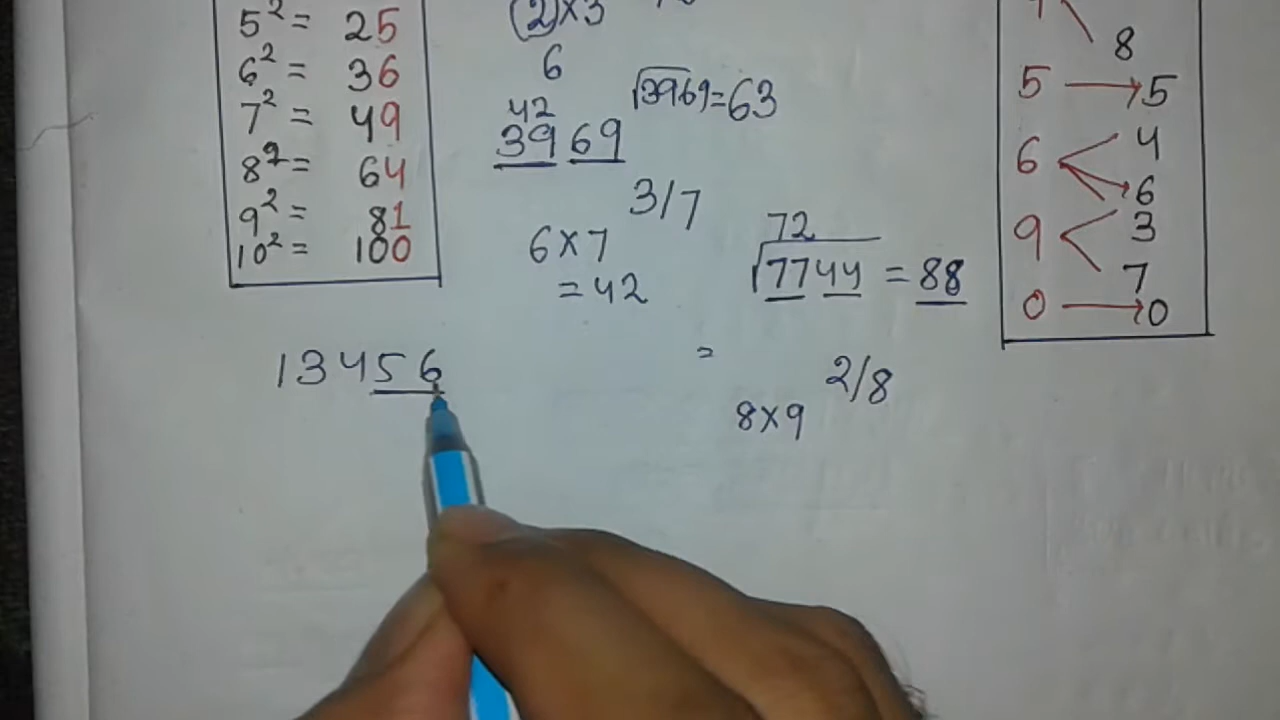 5² = 25
6² = 36
7² = 49
8² = 64
9² = 81
10² = 100
(2)×3
6
42
3969
√3969=63
3/7
6×7
=42
72
√7744 = 88
=
2/8
8×9
13456
8
5 → 5
6 4
6
9 3
7
0 → 0